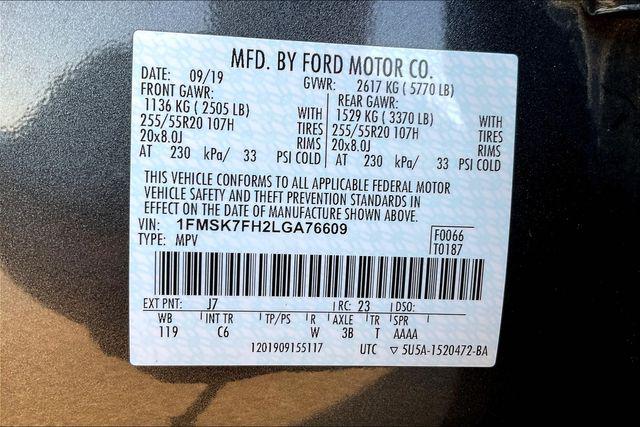 MFD. BY FORD MOTOR CO.
DATE: 09/19 GVWR: 2617 KG ( 5770 LB)
FRONT GAWR: REAR GAWR:
1136 KG ( 2505 LB) WITH 1529 KG ( 3370 LB) WITH
255/55R20 107H TIRES 255/55R20 107H TIRES
20x8.0J RIMS 20x8.0J RIMS
AT 230 kPa/ 33 PSI COLD AT 230 kPa/ 33 PSI COLD
THIS VEHICLE CONFORMS TO ALL APPLICABLE FEDERAL MOTOR
VEHICLE SAFETY AND THEFT PREVENTION STANDARDS IN
EFFECT ON THE DATE OF MANUFACTURE SHOWN ABOVE.
VIN: 1FMSK7FH2LGA76609 F0066
TYPE: MPV T0187
EXT PNT: J7 RC: 23 DSO:
WB INT TR TP/PS R AXLE TR SPR
119 C6 W 3B T AAAA
1201909155117 UTC ▽ 5U5A-1520472-BA